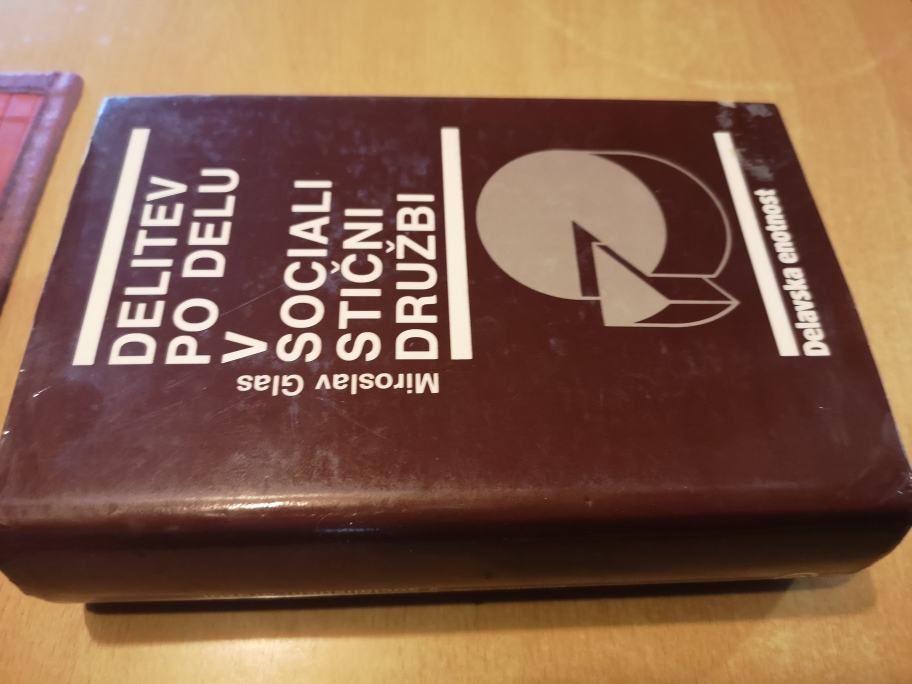 DELITEV
PO DELU
V
SOCIALI
STIČNI
DRUŽBI
Miroslav Glas
Delavska enotnost